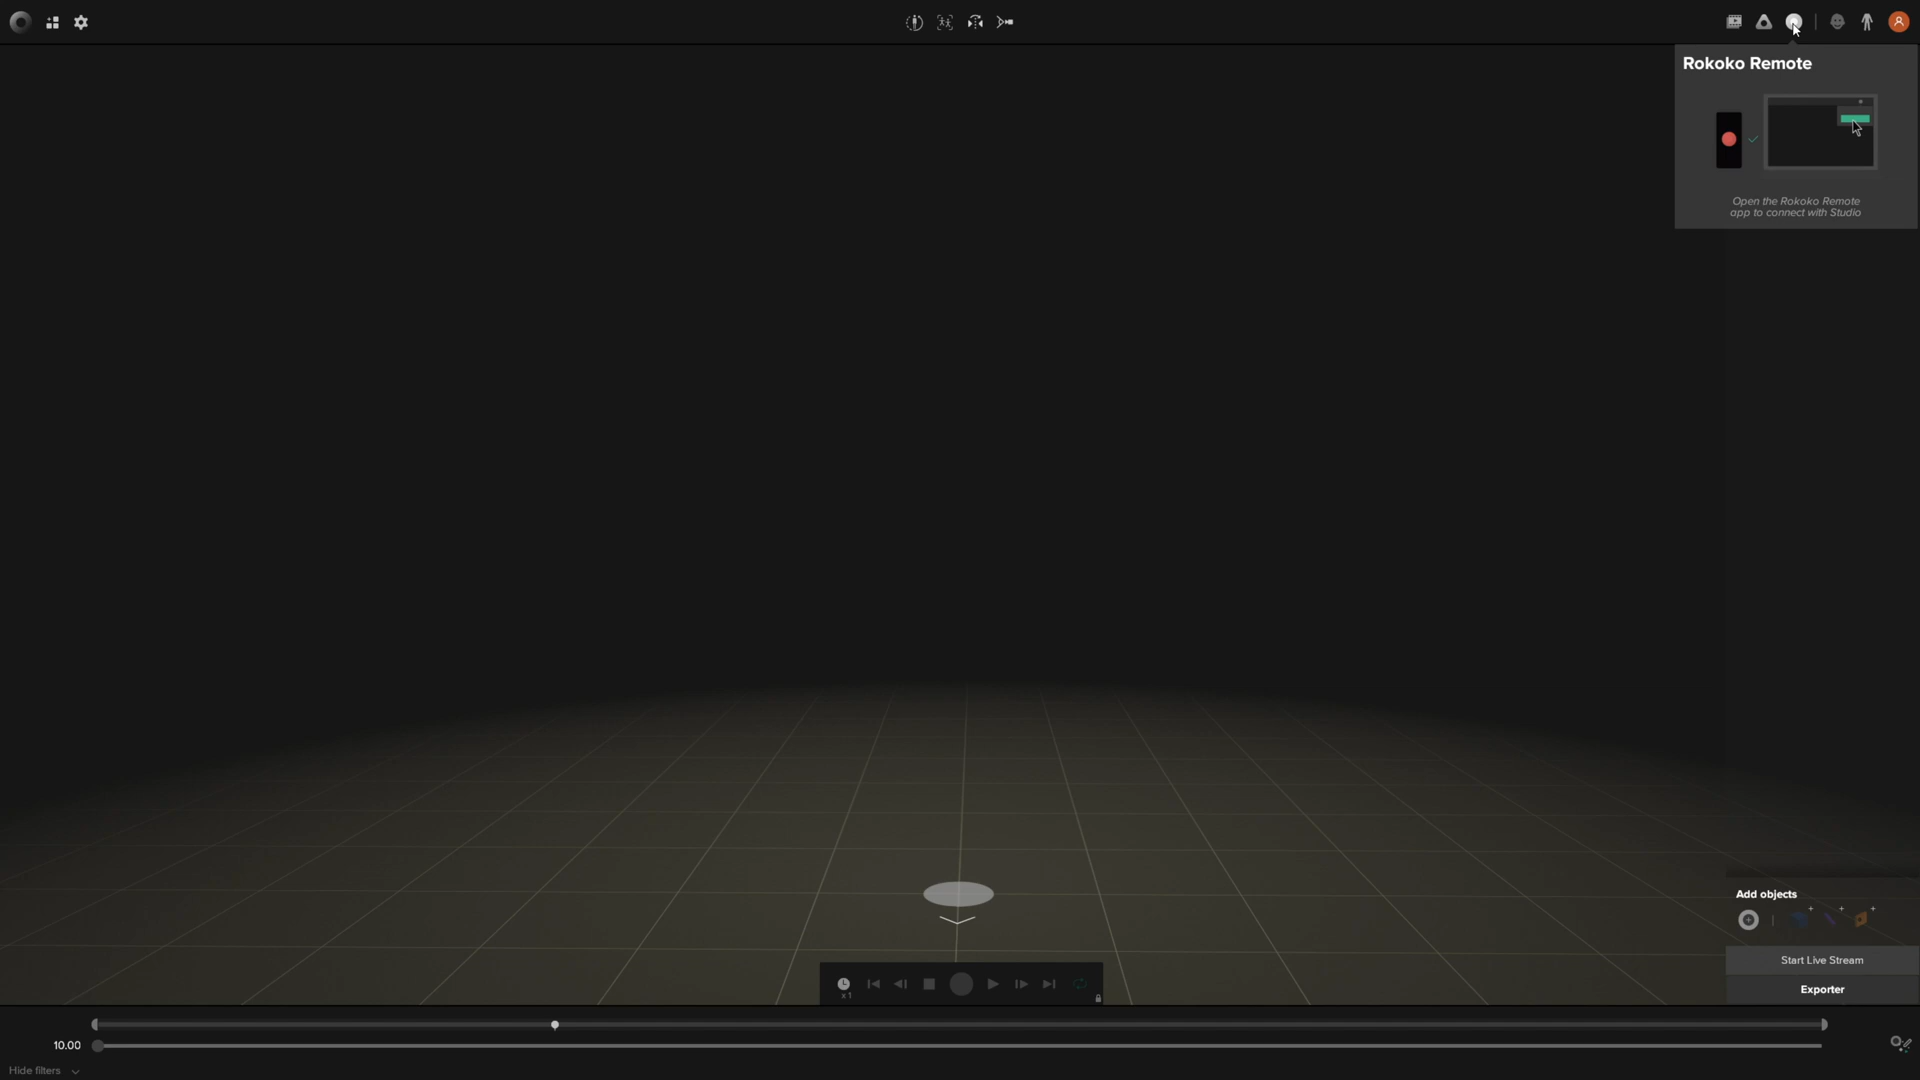 Rokoko Remote
Open the Rokoko Remote
app to connect with Studio
Add objects
Start Live Stream
Exporter
x1
10.00
Hide filters